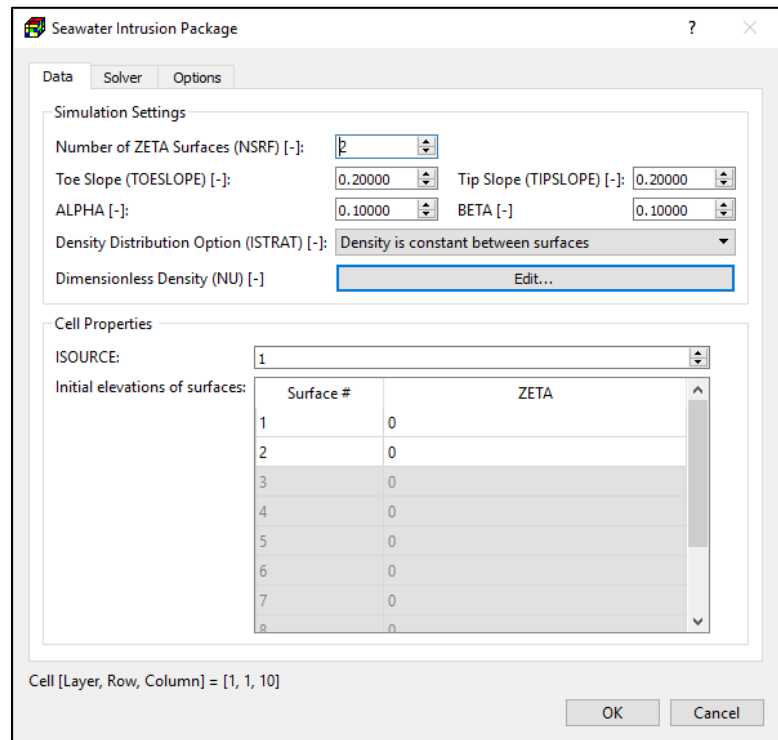 Seawater Intrusion Package ?
Data Solver Options
Simulation Settings
Number of ZETA Surfaces (NSRF) [-]: 2
Toe Slope (TOESLOPE) [-]: 0.20000 Tip Slope (TIPSLOPE) [-]: 0.20000
ALPHA [-]: 0.10000 BETA [-] 0.10000
Density Distribution Option (ISTRAT) [-]: Density is constant between surfaces
Dimensionless Density (NU) [-] Edit...
Cell Properties
ISOURCE: 1
Initial elevations of surfaces: Surface # ZETA
1 0
2 0
3 0
4 0
5 0
6 0
7 0
8 0
Cell [Layer, Row, Column] = [1, 1, 10]
OK Cancel